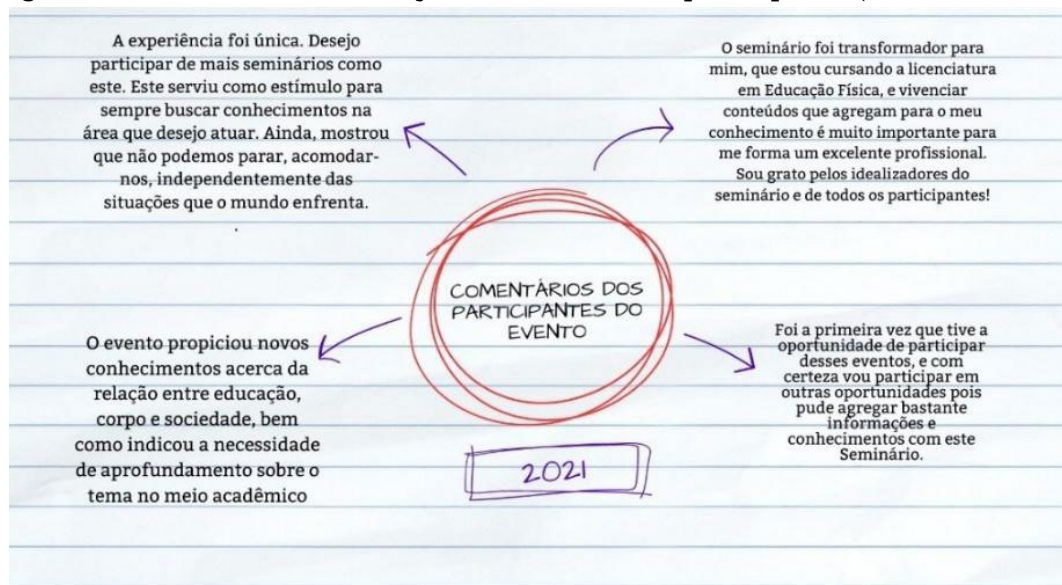 A experiência foi única. Desejo
participar de mais seminários como
este. Este serviu como estímulo para
sempre buscar conhecimentos na
área que desejo atuar. Ainda, mostrou
que não podemos parar, acomodar-
nos, independentemente das
situações que o mundo enfrenta.
O seminário foi transformador para
mim, que estou cursando a licenciatura
em Educação Física, e vivenciar
conteúdos que agregam para o meu
conhecimento é muito importante para
me forma um excelente profissional.
Sou grato pelos idealizadores do
seminário e de todos os participantes!
COMENTÁRIOS DOS
PARTICIPANTES DO
EVENTO
O evento propiciou novos
conhecimentos acerca da
relação entre educação,
corpo e sociedade, bem
como indicou a necessidade
de aprofundamento sobre o
tema no meio acadêmico
Foi a primeira vez que tive a
oportunidade de participar
desses eventos, e com
certeza vou participar em
outras oportunidades pois
pude agregar bastante
informações e
conhecimentos com este
Seminário.
2021